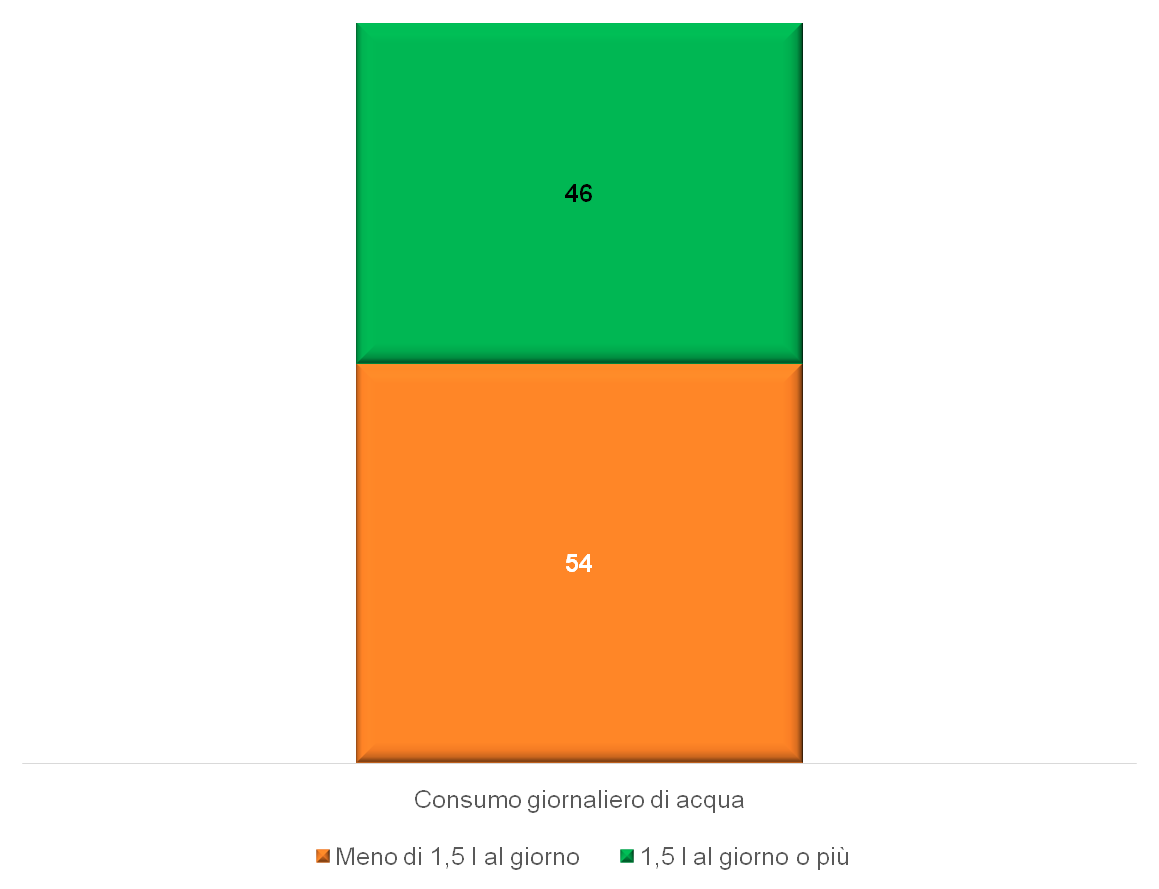 46
54
Consumo giornaliero di acqua
Meno di 1,5 l al giorno 1,5 l al giorno o più